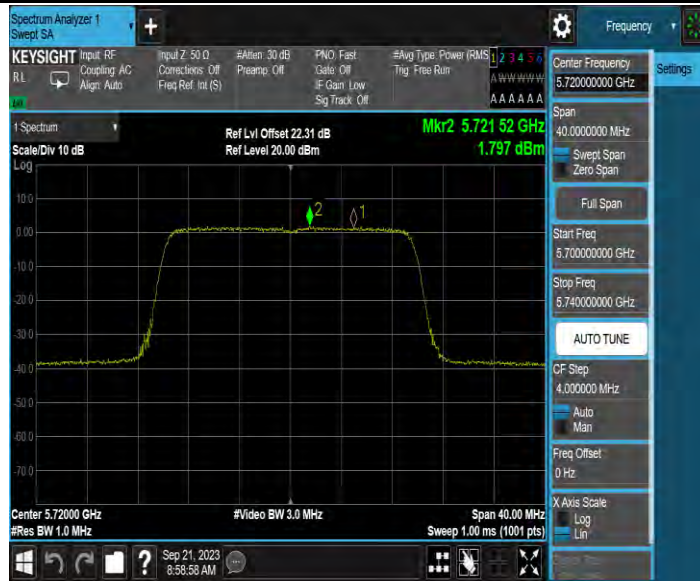 Spectrum Analyzer 1
Swept SA
Frequency
KEYSIGHT
RL
Input: RF
Coupling: AC
Align: Auto
Input Z: 50 Ω
Corrections: Off
Freq Ref: Int (S)
#Atten: 30 dB
Preamp: Off
PNO: Fast
Gate: Off
IF Gain: Low
Sig Track: Off
#Avg Type: Power (RMS
Trig: Free Run
1 2 3 4 5 6
A W W W W W
A A A A A A
1 Spectrum
Scale/Div 10 dB
Log
Ref Lvl Offset 22.31 dB
Ref Level 20.00 dBm
Mkr2 5.721 52 GHz
1.797 dBm
2
1
10.0
0.00
-10.0
-20.0
-30.0
-40.0
-50.0
-60.0
-70.0
Center 5.72000 GHz
#Res BW 1.0 MHz
#Video BW 3.0 MHz
Span 40.00 MHz
Sweep 1.00 ms (1001 pts)
Sep 21, 2023
8:58:58 AM
Center Frequency
5.720000000 GHz
Settings
Span
40.0000000 MHz
Swept Span
Zero Span
Full Span
Start Freq
5.700000000 GHz
Stop Freq
5.740000000 GHz
AUTO TUNE
CF Step
4.000000 MHz
Auto
Man
Freq Offset
0 Hz
X Axis Scale
Log
Lin